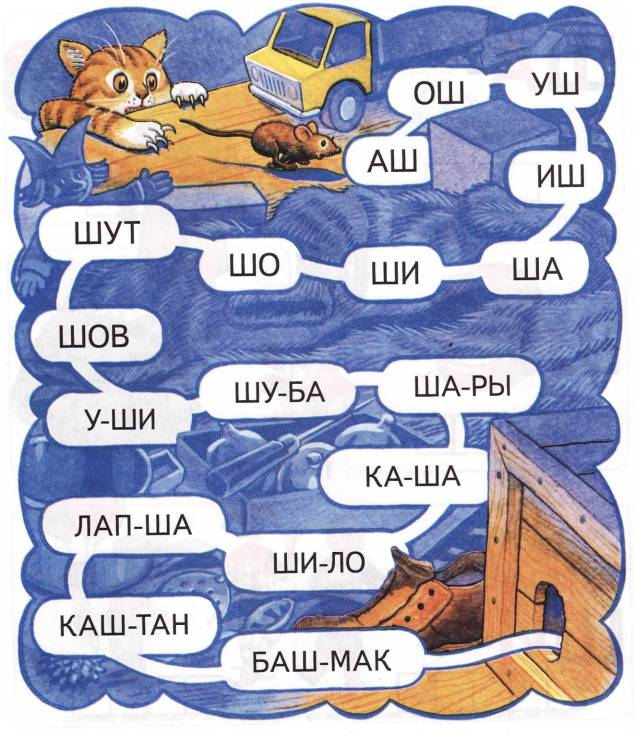 АШ
ОШ
УШ
ИШ
ША
ШИ
ШО
ШУТ
ШОВ
У-ШИ
ШУ-БА
ША-РЫ
КА-ША
ШИ-ЛО
ЛАП-ША
КАШ-ТАН
БАШ-МАК